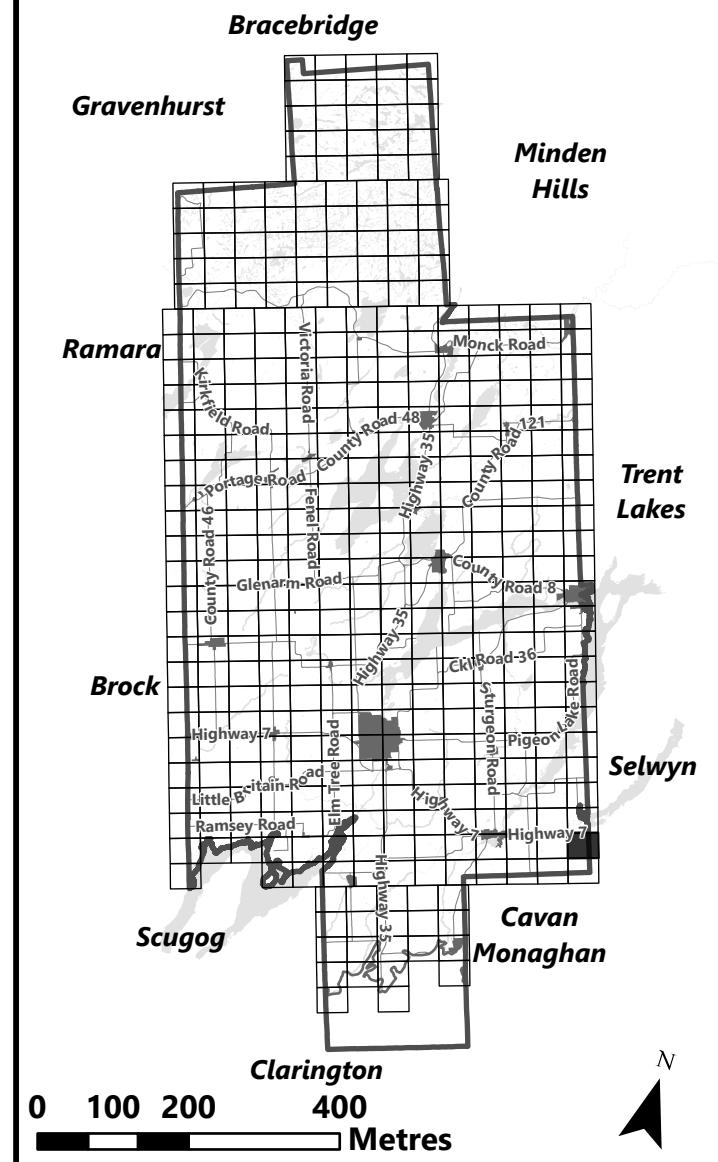 Bracebridge
Gravenhurst
Minden
Hills
Ramara
Victoria Road
Monck Road
Kirkfield Road
County Road 48
Highway 35
County Road 121
Portage Road
Fenel Road
Trent
Lakes
County Road 46
Glenarm Road
County Road 8
Highway 35
Ckl Road 36
Brock
Sturgeon Road
Pigeon Lake Road
Highway 7
Elm Tree Road
Selwyn
Little Britain Road
Ramsey Road
Highway 7
Highway 7
Highway 35
Scugog
Cavan
Monaghan
Clarington
N
0 100 200 400
Metres